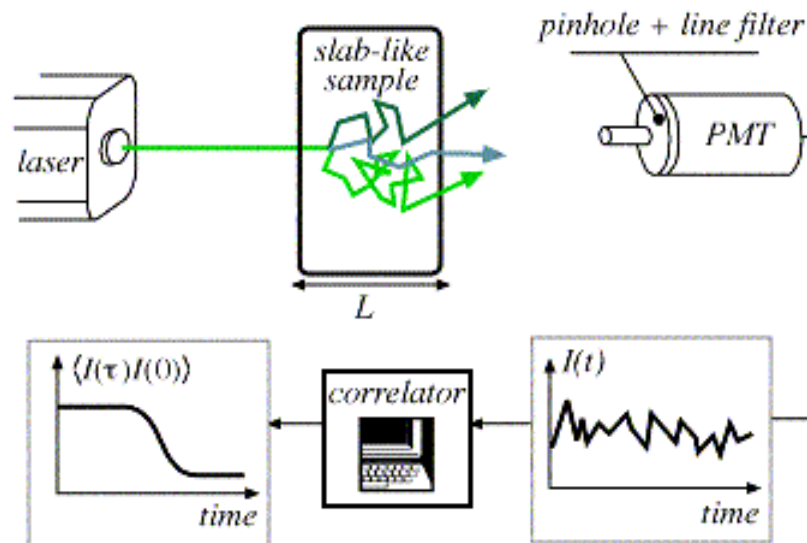 pinhole + line filter
slab-like
sample
laser
PMT
L
⟨I(τ)I(0)⟩
time
correlator
I(t)
time